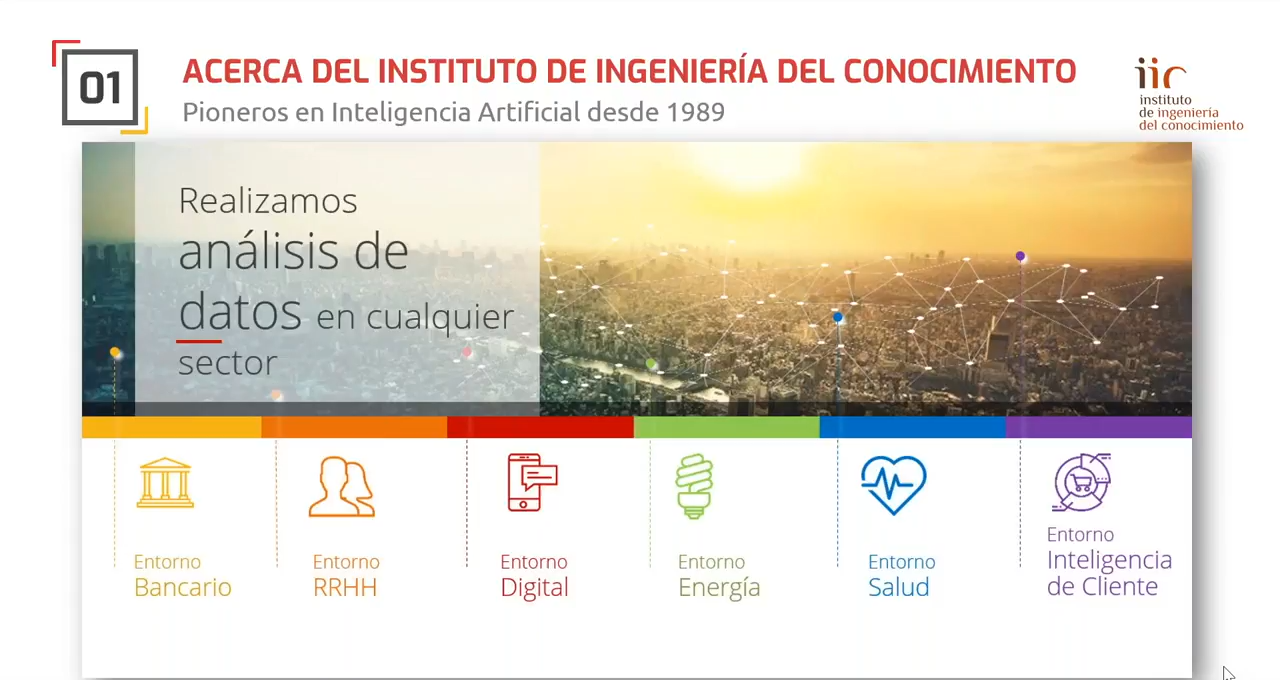 01
ACERCA DEL INSTITUTO DE INGENIERÍA DEL CONOCIMIENTO
Pioneros en Inteligencia Artificial desde 1989
iic
instituto
de ingeniería
del conocimiento
Realizamos
análisis de
datos en cualquier
sector
Entorno
Bancario
Entorno
RRHH
Entorno
Digital
Entorno
Energía
Entorno
Salud
Entorno
Inteligencia
de Cliente